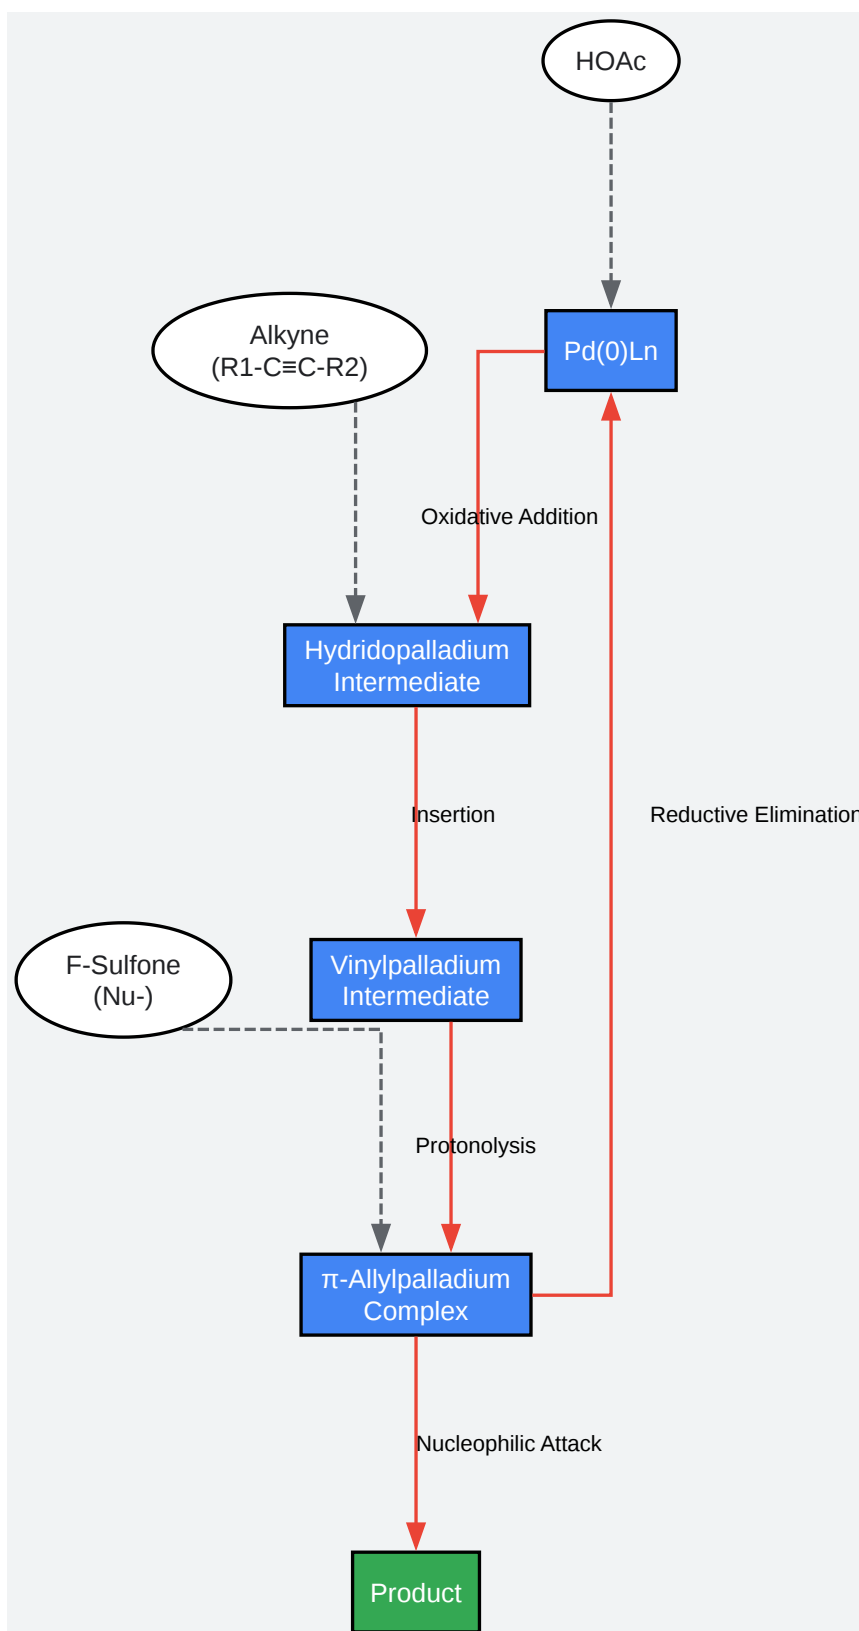 HOAc
Alkyne
(R1-C≡C-R2)
Pd(0)Ln
Oxidative Addition
Hydridopalladium
Intermediate
Insertion
Reductive Elimination
F-Sulfone
(Nu-)
Vinylpalladium
Intermediate
Protonolysis
π-Allylpalladium
Complex
Nucleophilic Attack
Product